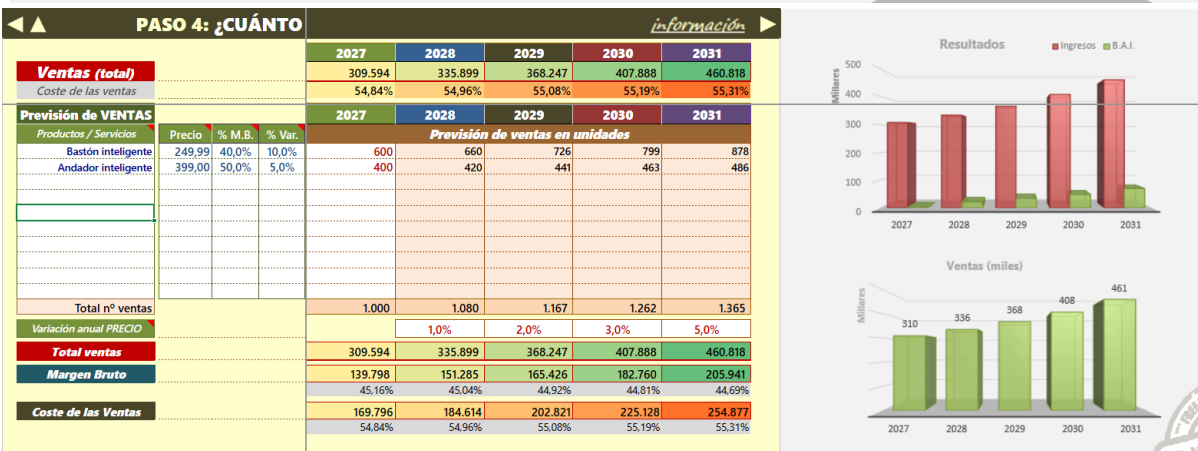 PASO 4: ¿CUÁNTO información
2027 2028 2029 2030 2031
Ventas (total) 309.594 335.899 368.247 407.888 460.818
Coste de las ventas 54,84% 54,96% 55,08% 55,19% 55,31%
Previsión de VENTAS 2027 2028 2029 2030 2031
Productos / Servicios Precio % M.B. % Var. Previsión de ventas en unidades
Bastón inteligente 249,99 40,0% 10,0% 600 660 726 799 878
Andador inteligente 399,00 50,0% 5,0% 400 420 441 463 486
Total nº ventas 1.000 1.080 1.167 1.262 1.365
Variación anual PRECIO 1,0% 2,0% 3,0% 5,0%
Total ventas 309.594 335.899 368.247 407.888 460.818
Margen Bruto 139.798 151.285 165.426 182.760 205.941
45,16% 45,04% 44,92% 44,81% 44,69%
Coste de las Ventas 169.796 184.614 202.821 225.128 254.877
54,84% 54,96% 55,08% 55,19% 55,31%
Resultados Ingresos B.A.I.
Millares
500
400
300
200
100
0
2027 2028 2029 2030 2031
Ventas (miles)
Millares
310 336 368 408 461
2027 2028 2029 2030 2031